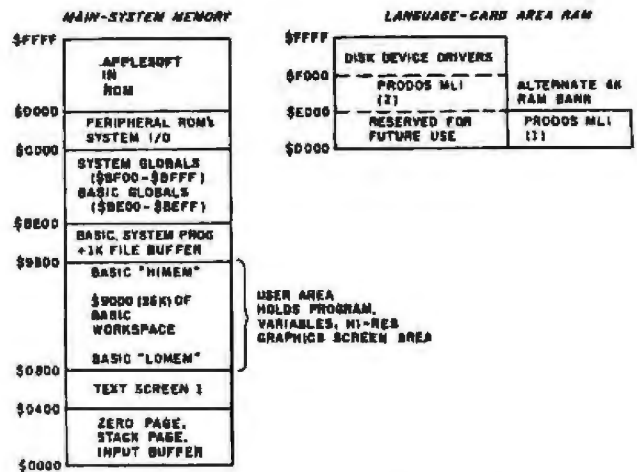 MAIN-SYSTEM MEMORY
$FFFF
APPLESOFT
IN
ROM
$D000
PERIPHERAL ROM'S
SYSTEM I/O
$C000
SYSTEM GLOBALS
($BF00-$BFFF)
BASIC GLOBALS
($BE00-$BEFF)
$BE00
BASIC.SYSTEM PROG
+1K FILE BUFFER
$9800
BASIC "HIMEM"
$9000 (36K) OF
BASIC
WORKSPACE
BASIC "LOMEM"
$0800
TEXT SCREEN 1
$0400
ZERO PAGE,
STACK PAGE,
INPUT BUFFER
$0000
USER AREA
HOLDS PROGRAM,
VARIABLES, HI-RES
GRAPHICS SCREEN AREA
LANGUAGE-CARD AREA RAM
$FFFF
DISK DEVICE DRIVERS
$F000
PRODOS MLI
(2)
ALTERNATE 4K
RAM BANK
$E000
RESERVED FOR
FUTURE USE
PRODOS MLI
(1)
$D000